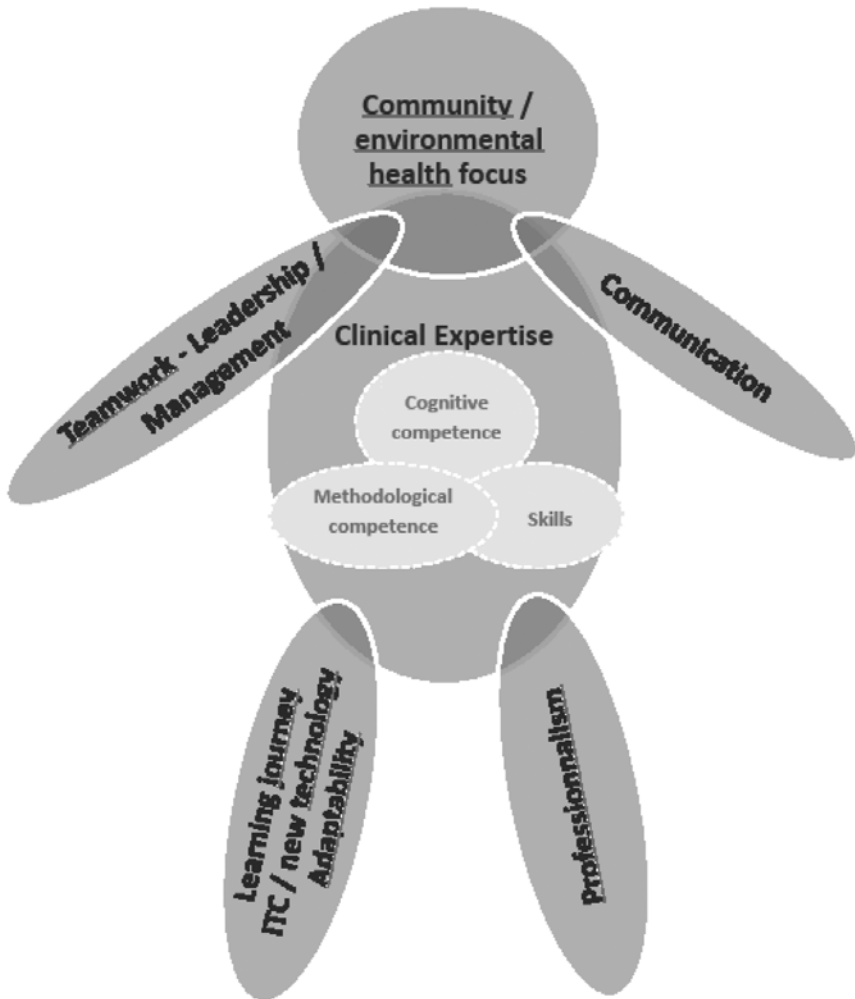 Community /
environmental
health focus
Teamwork - Leadership /
Management
Communication
Clinical Expertise
Cognitive
competence
Methodological
competence
Skills
Learning journey
ITC / new technology
Adaptability
Professionnalism